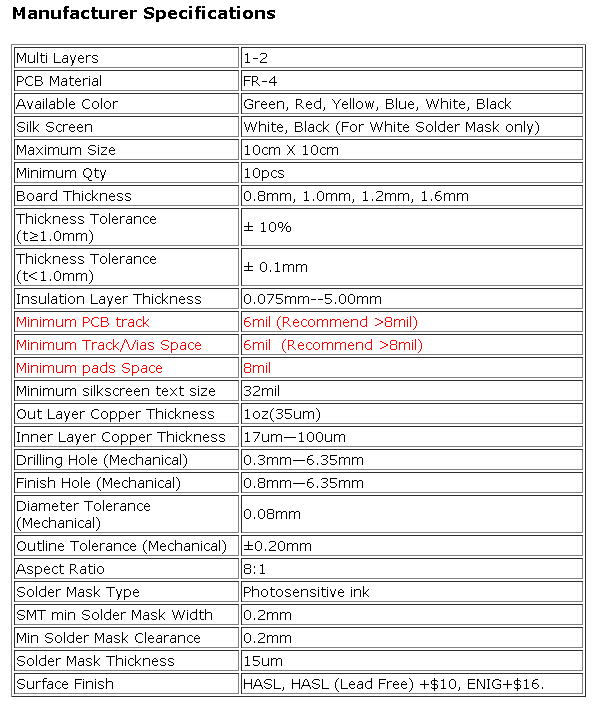 Manufacturer Specifications
Multi Layers 1-2
PCB Material FR-4
Available Color Green, Red, Yellow, Blue, White, Black
Silk Screen White, Black (For White Solder Mask only)
Maximum Size 10cm X 10cm
Minimum Qty 10pcs
Board Thickness 0.8mm, 1.0mm, 1.2mm, 1.6mm
Thickness Tolerance
(t≥1.0mm) ± 10%
Thickness Tolerance
(t<1.0mm) ± 0.1mm
Insulation Layer Thickness 0.075mm--5.00mm
Minimum PCB track 6mil (Recommend >8mil)
Minimum Track/Vias Space 6mil (Recommend >8mil)
Minimum pads Space 8mil
Minimum silkscreen text size 32mil
Out Layer Copper Thickness 1oz(35um)
Inner Layer Copper Thickness 17um—100um
Drilling Hole (Mechanical) 0.3mm—6.35mm
Finish Hole (Mechanical) 0.8mm—6.35mm
Diameter Tolerance
(Mechanical) 0.08mm
Outline Tolerance (Mechanical) ±0.20mm
Aspect Ratio 8:1
Solder Mask Type Photosensitive ink
SMT min Solder Mask Width 0.2mm
Min Solder Mask Clearance 0.2mm
Solder Mask Thickness 15um
Surface Finish HASL, HASL (Lead Free) +$10, ENIG+$16.